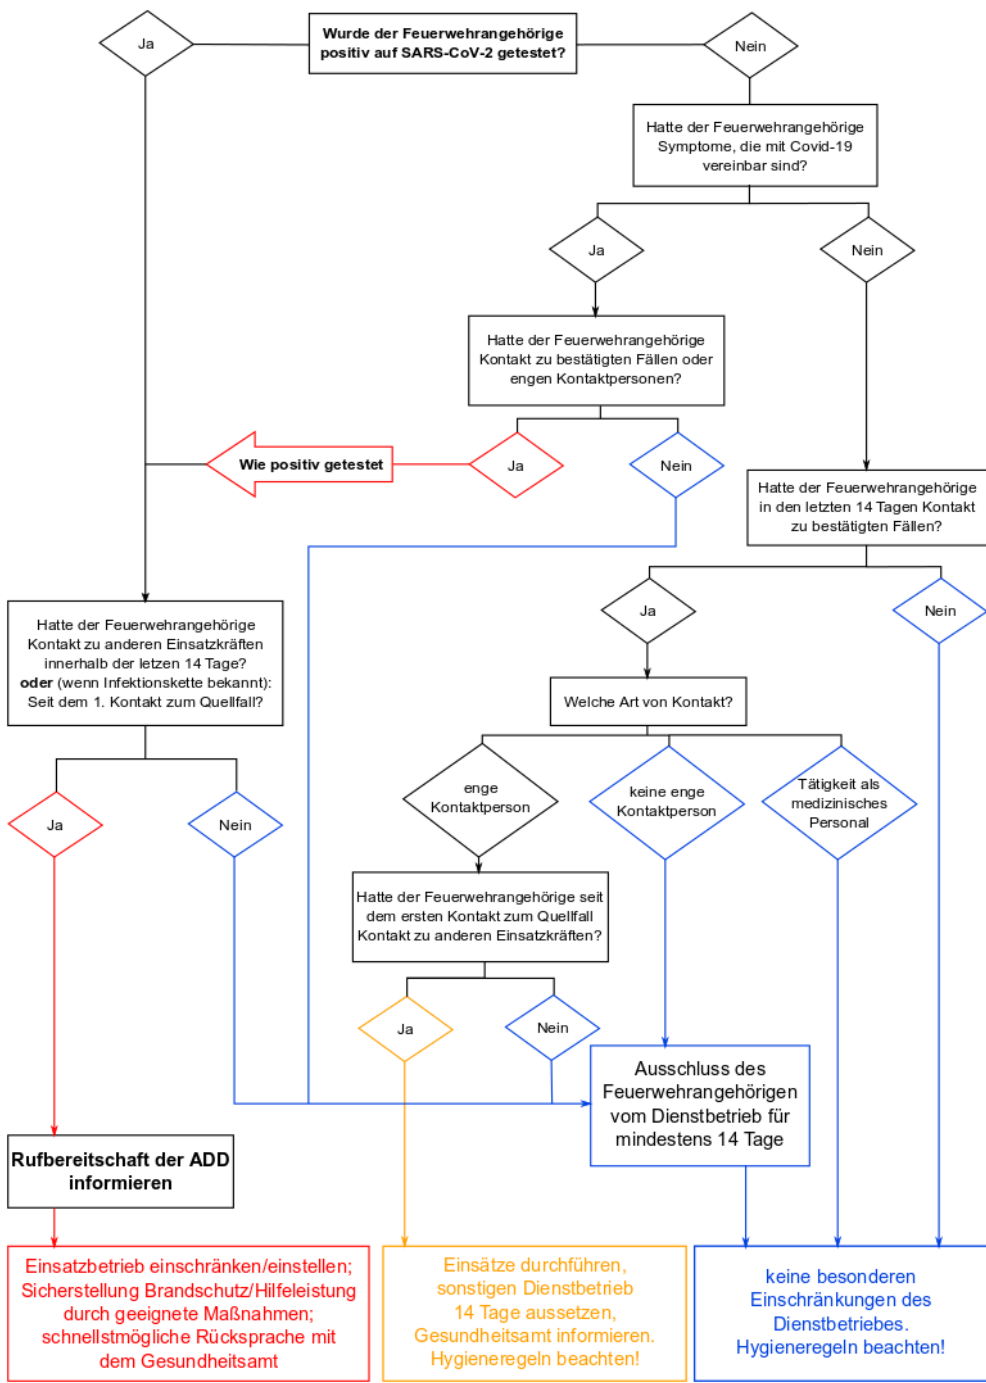 Ja
Wurde der Feuerwehrangehörige
positiv auf SARS-CoV-2 getestet?
Nein
Hatte der Feuerwehrangehörige
Symptome, die mit Covid-19
vereinbar sind?
Ja
Nein
Hatte der Feuerwehrangehörige
Kontakt zu bestätigten Fällen oder
engen Kontaktpersonen?
Wie positiv getestet
Ja
Nein
Hatte der Feuerwehrangehörige
in den letzten 14 Tagen Kontakt
zu bestätigten Fällen?
Ja
Nein
Hatte der Feuerwehrangehörige
Kontakt zu anderen Einsatzkräften
innerhalb der letzen 14 Tage?
oder (wenn Infektionskette bekannt):
Seit dem 1. Kontakt zum Quellfall?
Welche Art von Kontakt?
enge
Kontaktperson
keine enge
Kontaktperson
Tätigkeit als
medizinisches
Personal
Ja
Nein
Hatte der Feuerwehrangehörige seit
dem ersten Kontakt zum Quellfall
Kontakt zu anderen Einsatzkräften?
Ja
Nein
Ausschluss des
Feuerwehrangehörigen
vom Dienstbetrieb für
mindestens 14 Tage
Rufbereitschaft der ADD
informieren
Einsatzbetrieb einschränken/einstellen;
Sicherstellung Brandschutz/Hilfeleistung
durch geeignete Maßnahmen;
schnellstmögliche Rücksprache mit
dem Gesundheitsamt
Einsätze durchführen,
sonstigen Dienstbetrieb
14 Tage aussetzen,
Gesundheitsamt informieren.
Hygieneregeln beachten!
keine besonderen
Einschränkungen des
Dienstbetriebes.
Hygieneregeln beachten!